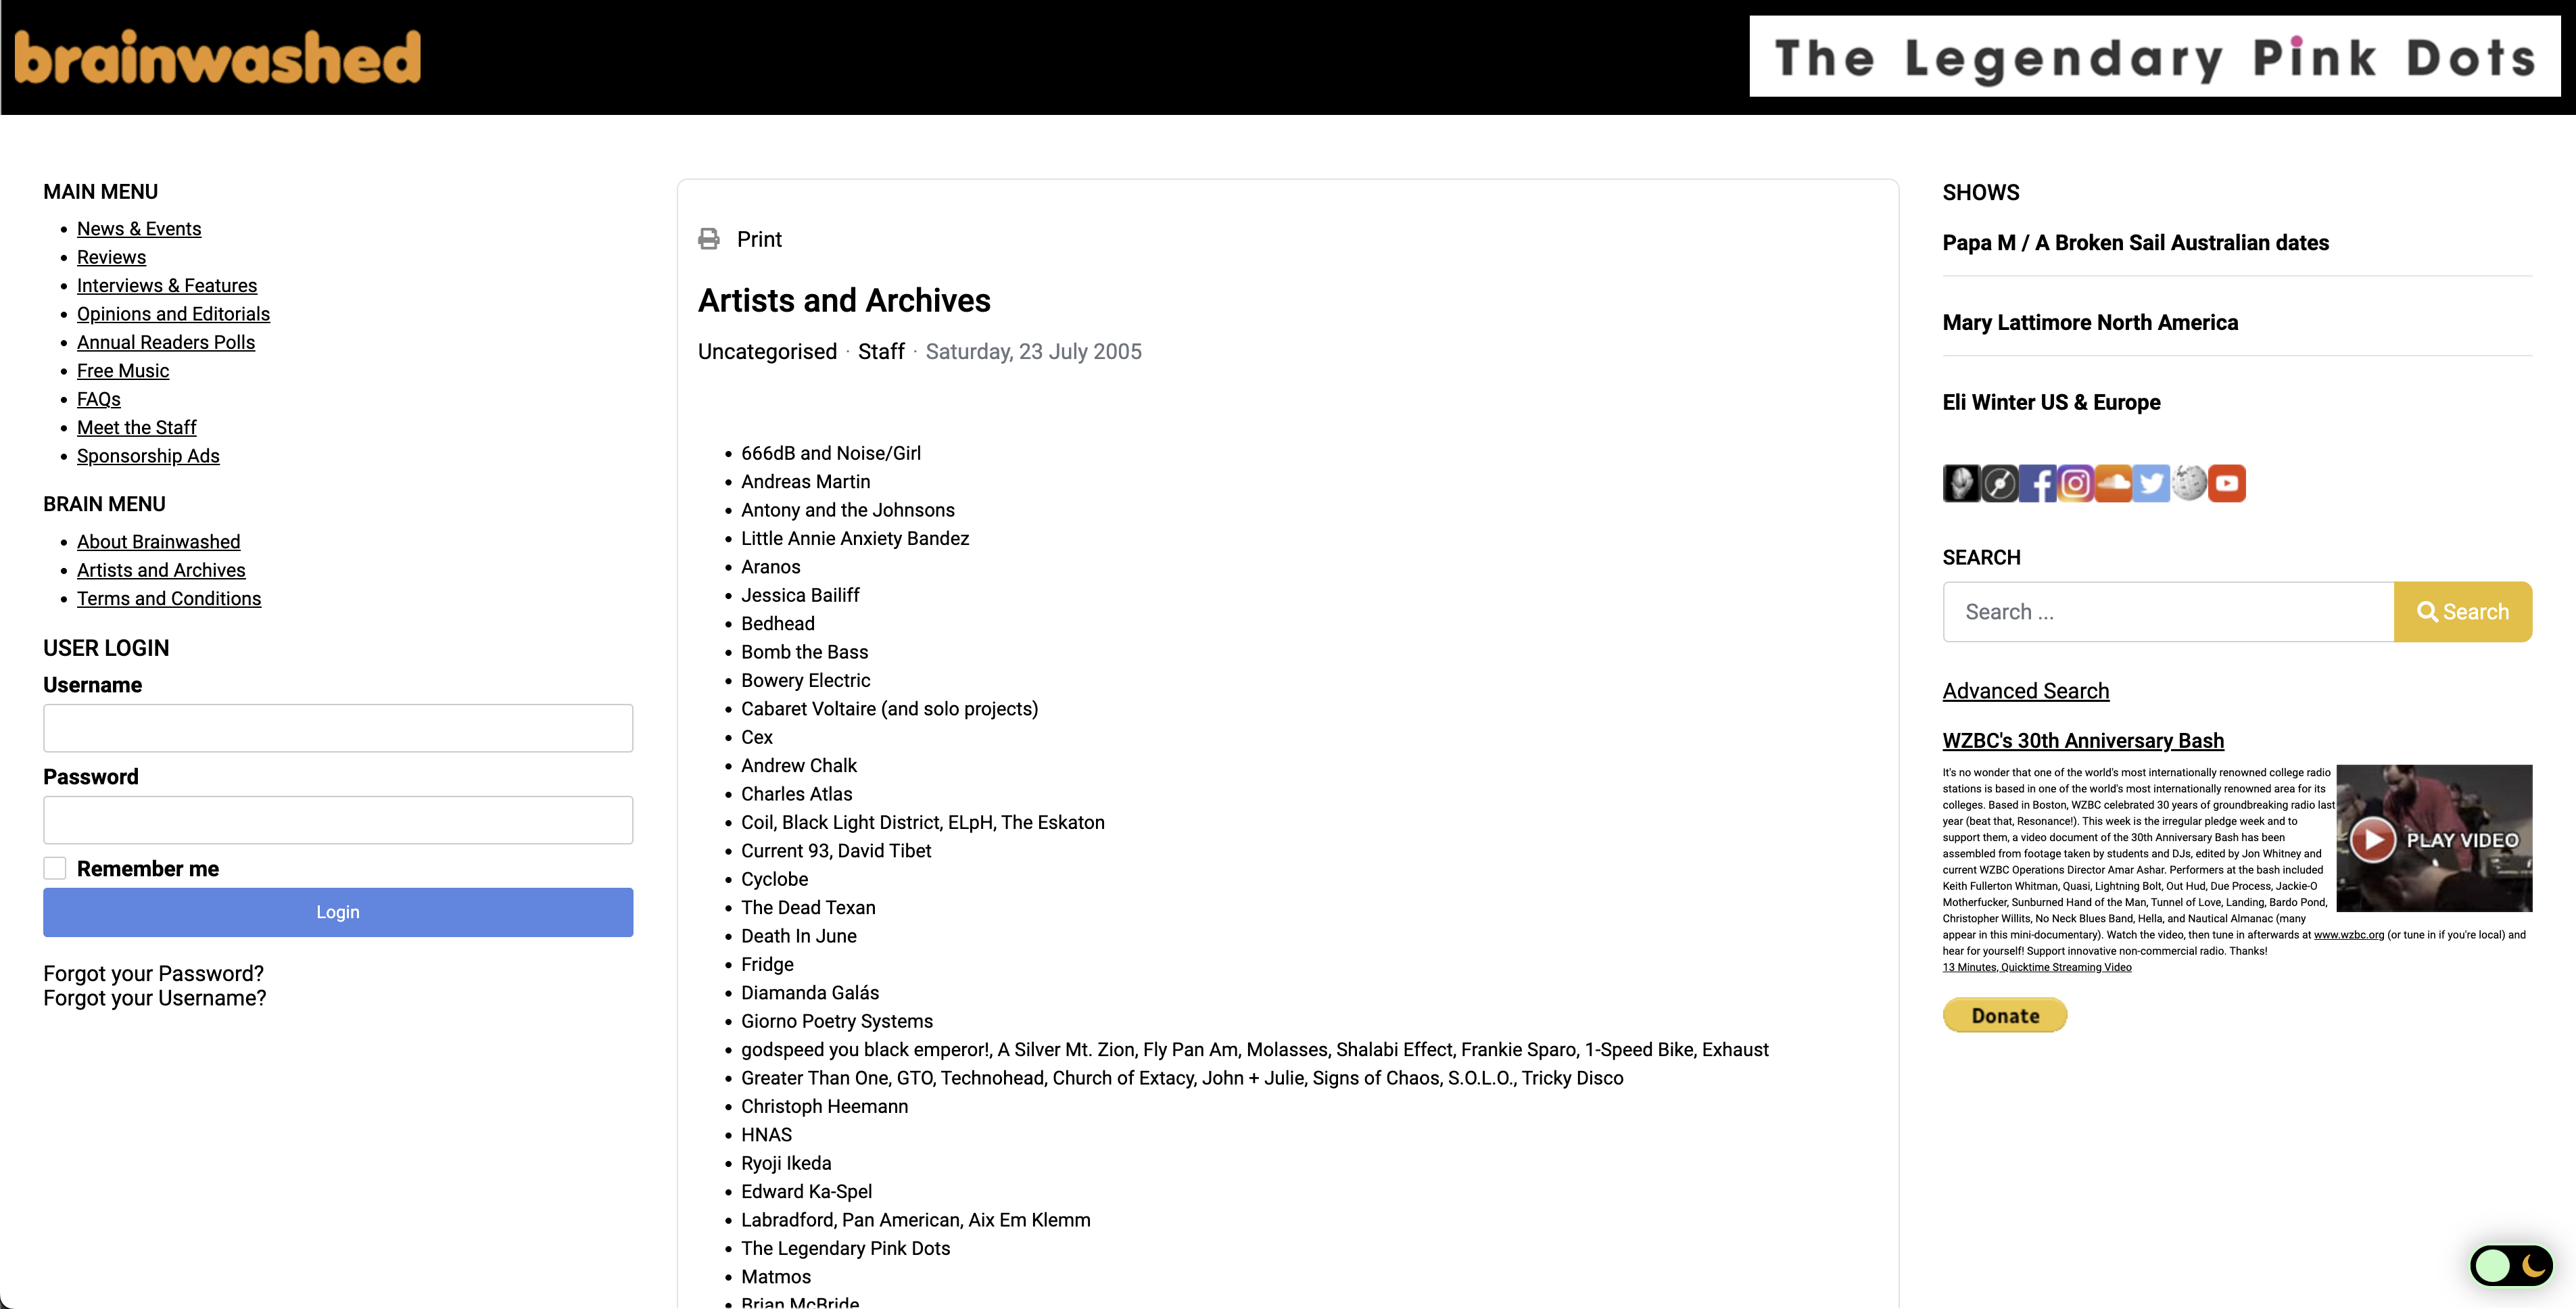 brainwashed
The Legendary Pink Dots
MAIN MENU
News & Events
Reviews
Interviews & Features
Opinions and Editorials
Annual Readers Polls
Free Music
FAQs
Meet the Staff
Sponsorship Ads
BRAIN MENU
About Brainwashed
Artists and Archives
Terms and Conditions
USER LOGIN
Username
Password
Remember me
Login
Forgot your Password?
Forgot your Username?
Print
Artists and Archives
Uncategorised · Staff · Saturday, 23 July 2005
666dB and Noise/Girl
Andreas Martin
Antony and the Johnsons
Little Annie Anxiety Bandez
Aranos
Jessica Bailiff
Bedhead
Bomb the Bass
Bowery Electric
Cabaret Voltaire (and solo projects)
Cex
Andrew Chalk
Charles Atlas
Coil, Black Light District, ELpH, The Eskaton
Current 93, David Tibet
Cyclobe
The Dead Texan
Death In June
Fridge
Diamanda Galás
Giorno Poetry Systems
godspeed you black emperor!, A Silver Mt. Zion, Fly Pan Am, Molasses, Shalabi Effect, Frankie Sparo, 1-Speed Bike, Exhaust
Greater Than One, GTO, Technohead, Church of Extacy, John + Julie, Signs of Chaos, S.O.L.O., Tricky Disco
Christoph Heemann
HNAS
Ryoji Ikeda
Edward Ka-Spel
Labradford, Pan American, Aix Em Klemm
The Legendary Pink Dots
Matmos
Brian McBride
SHOWS
Papa M / A Broken Sail Australian dates
Mary Lattimore North America
Eli Winter US & Europe
SEARCH
Search ...
Search
Advanced Search
WZBC's 30th Anniversary Bash
It's no wonder that one of the world's most internationally renowned college radio
stations is based in one of the world's most internationally renowned area for its
colleges. Based in Boston, WZBC celebrated 30 years of groundbreaking radio last
year (beat that, Resonance!). This week is the irregular pledge week and to
support them, a video document of the 30th Anniversary Bash has been
assembled from footage taken by students and DJs, edited by Jon Whitney and
current WZBC Operations Director Amar Ashar. Performers at the bash included
Keith Fullerton Whitman, Quasi, Lightning Bolt, Out Hud, Due Process, Jackie-O
Motherfucker, Sunburned Hand of the Man, Tunnel of Love, Landing, Bardo Pond,
Christopher Willits, No Neck Blues Band, Hella, and Nautical Almanac (many
appear in this mini-documentary). Watch the video, then tune in afterwards at www.wzbc.org (or tune in if you're local) and
hear for yourself! Support innovative non-commercial radio. Thanks!
13 Minutes, Quicktime Streaming Video
PLAY VIDEO
Donate